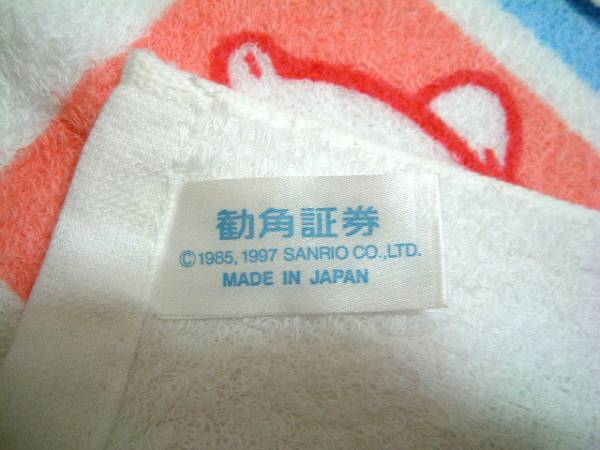 勧角証券
©1985, 1997 SANRIO CO.,LTD.
MADE IN JAPAN